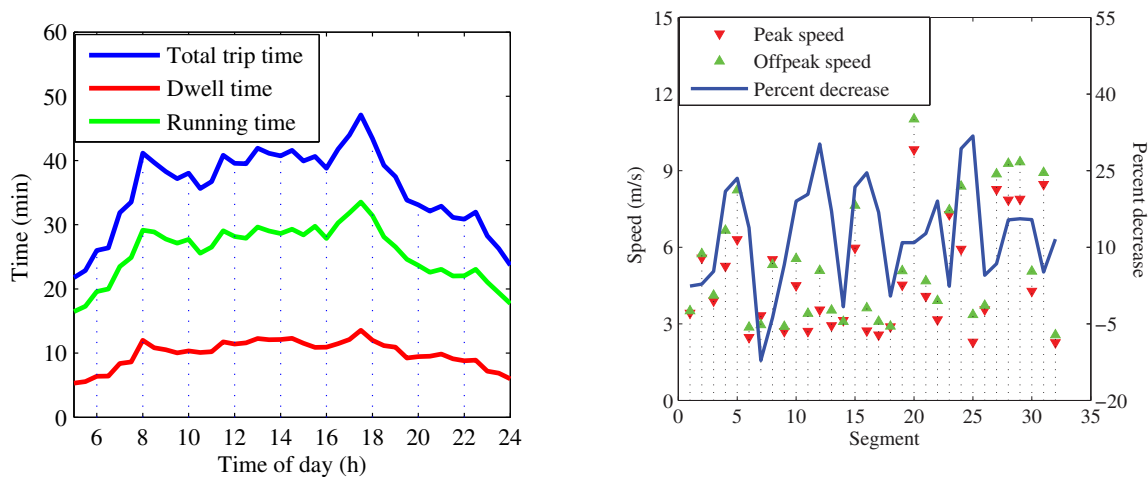 60
50
40
30
20
10
0
Time (min)
Total trip time
Dwell time
Running time
6 8 10 12 14 16 18 20 22 24
Time of day (h)
15
12
9
6
3
0
Speed (m/s)
Peak speed
Offpeak speed
Percent decrease
55
40
25
10
−5
−20
Percent decrease
0 5 10 15 20 25 30 35
Segment